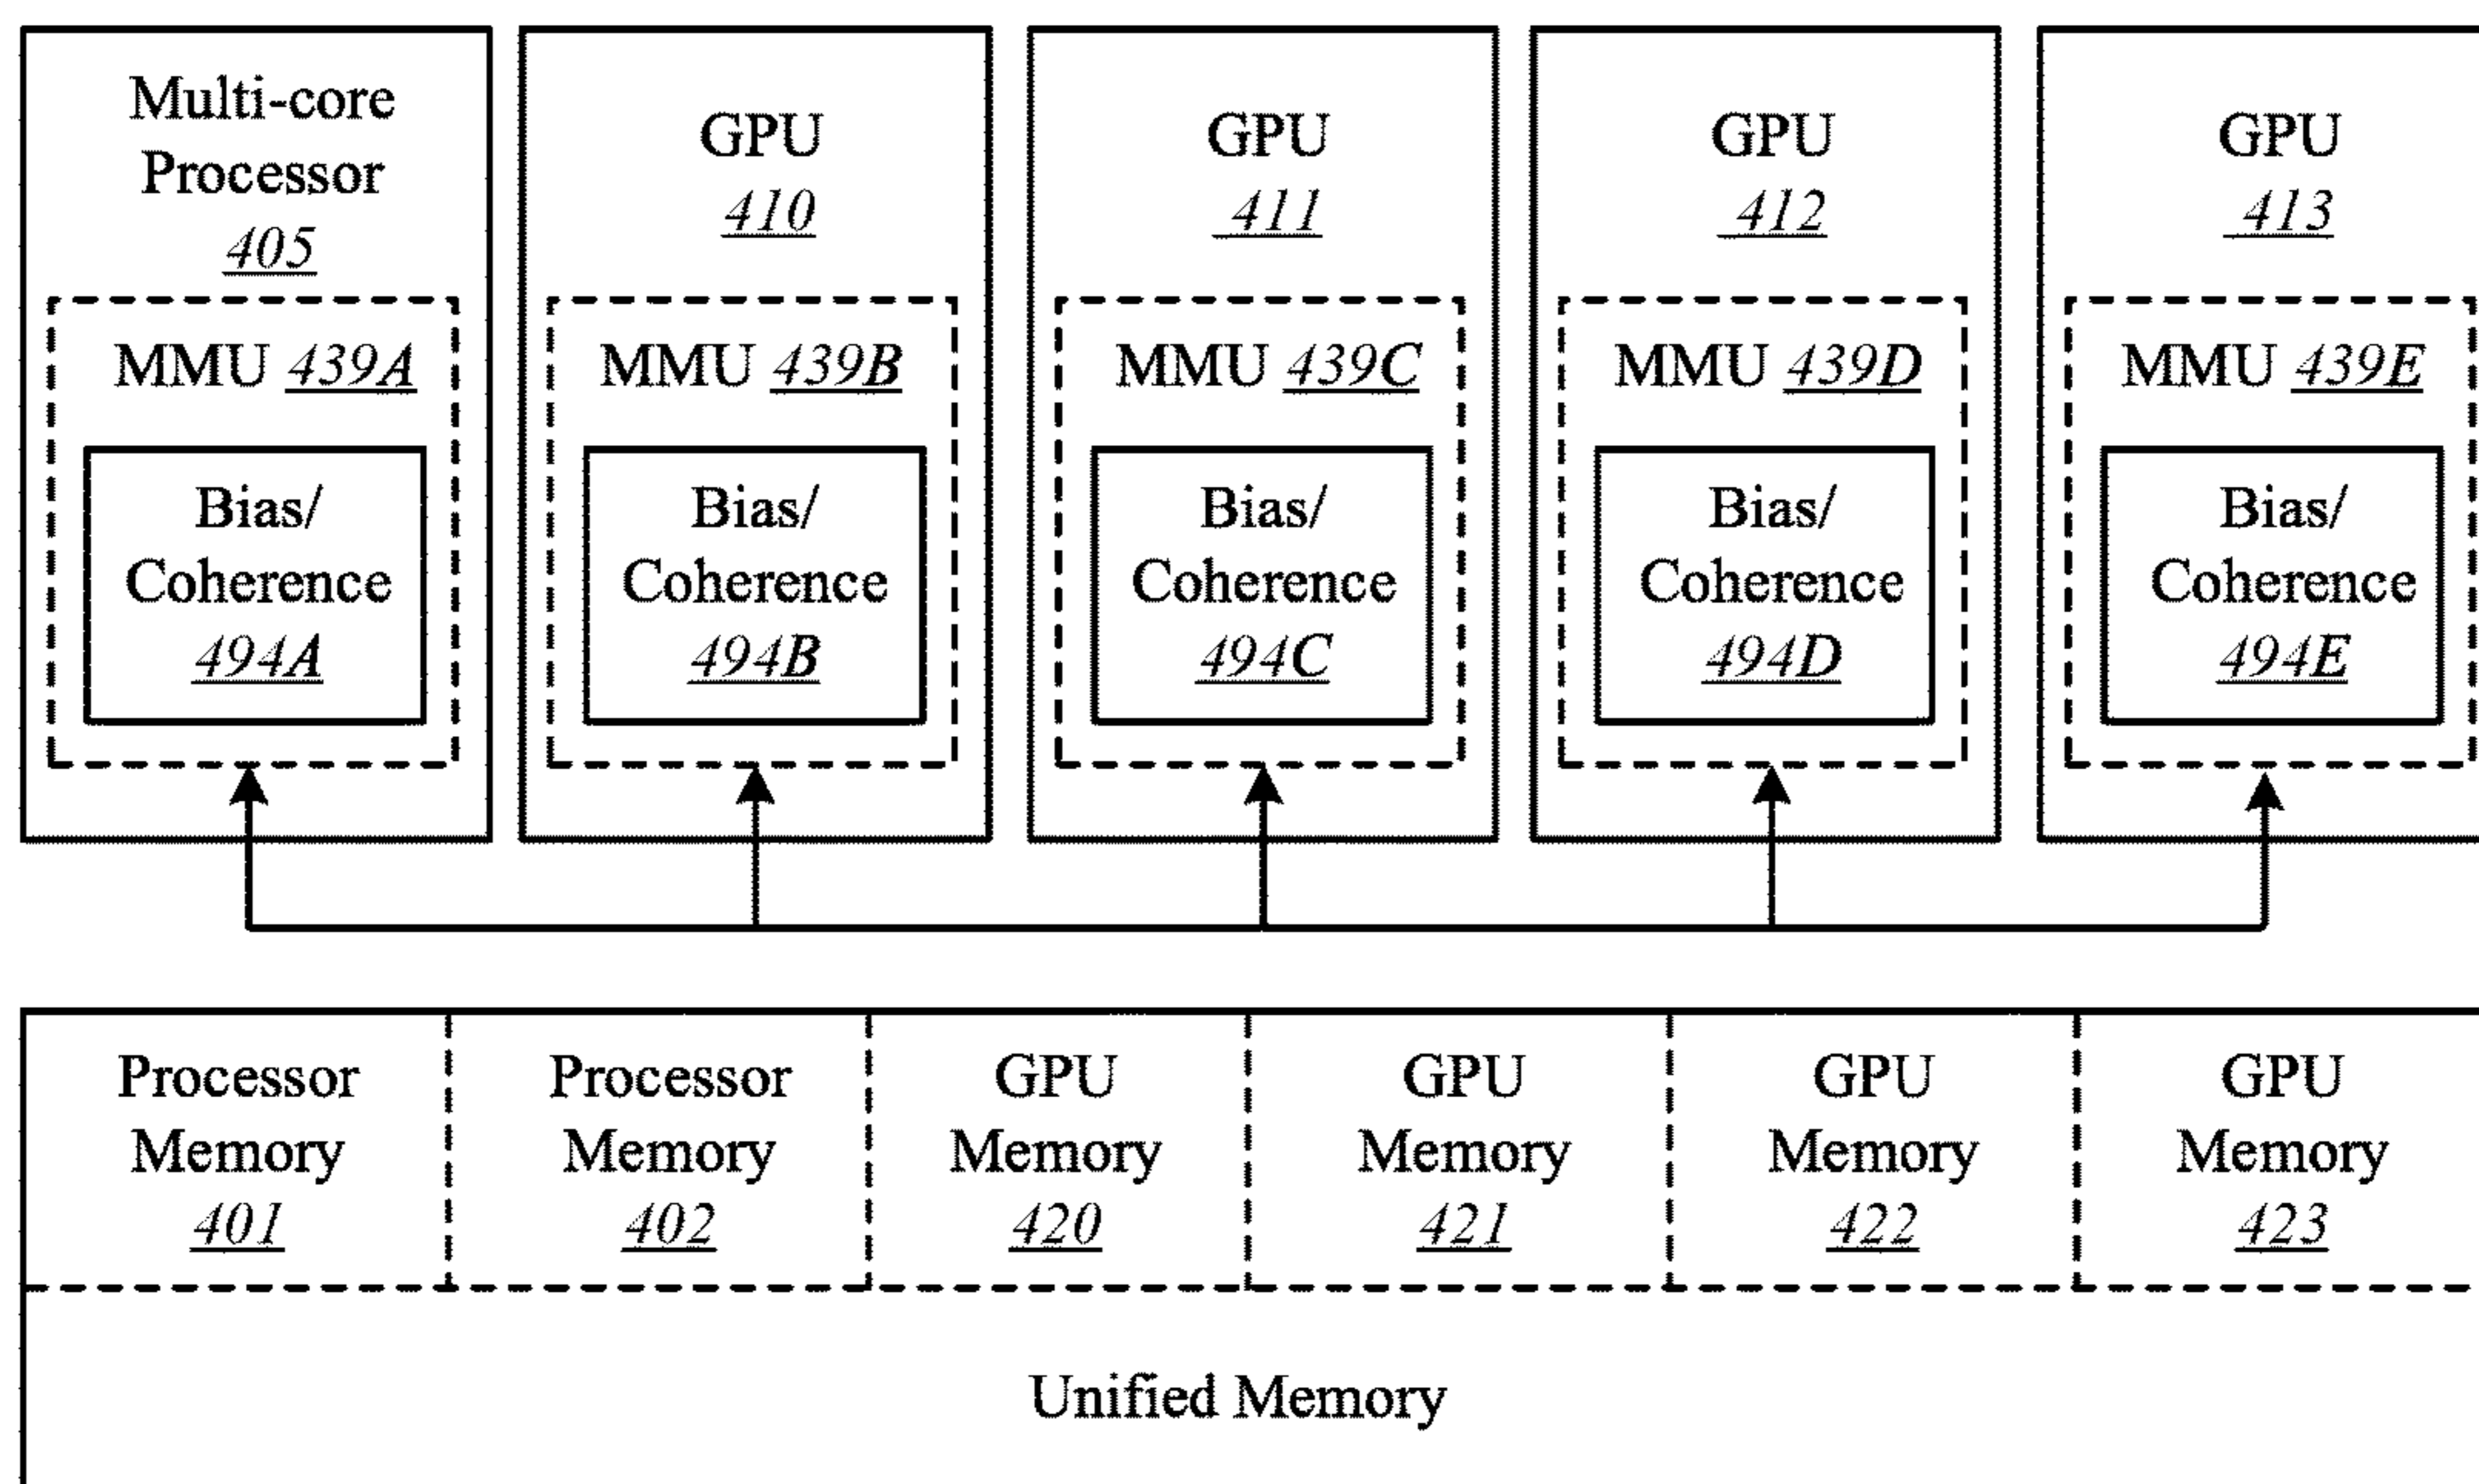 Multi-core
Processor
405
MMU 439A
Bias/
Coherence
494A
GPU
410
MMU 439B
Bias/
Coherence
494B
GPU
411
MMU 439C
Bias/
Coherence
494C
GPU
412
MMU 439D
Bias/
Coherence
494D
GPU
413
MMU 439E
Bias/
Coherence
494E
Processor
Memory
401
Processor
Memory
402
GPU
Memory
420
GPU
Memory
421
GPU
Memory
422
GPU
Memory
423
Unified Memory